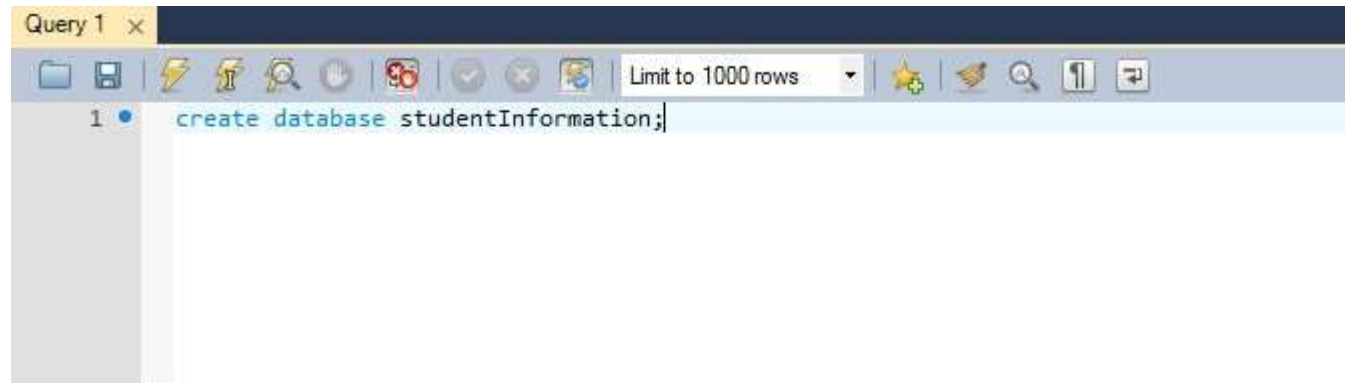 Query 1
Limit to 1000 rows
1 create database studentInformation;